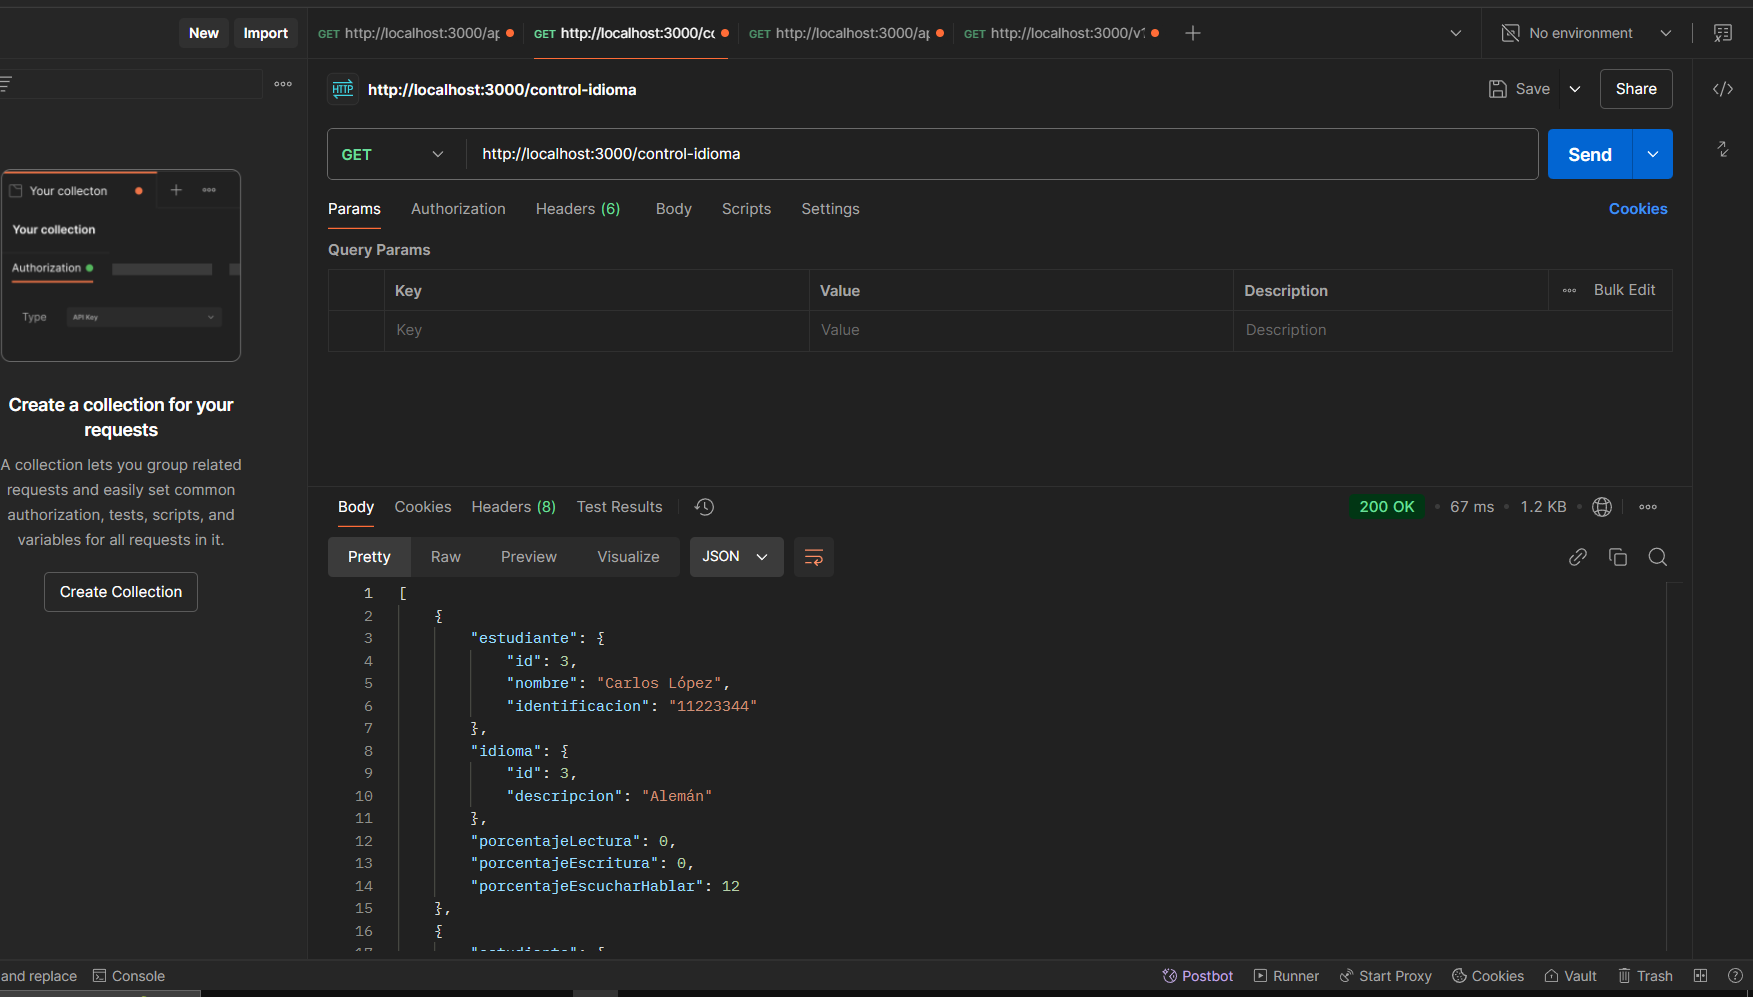 New Import
GET http://localhost:3000/ap GET http://localhost:3000/co GET http://localhost:3000/ap GET http://localhost:3000/v1 No environment
HTTP http://localhost:3000/control-idioma Save Share
GET http://localhost:3000/control-idioma Send
Params Authorization Headers (6) Body Scripts Settings Cookies
Query Params
Key Value Description Bulk Edit
Key Value Description
Your collecton
Your collection
Authorization
Type API Key
Create a collection for your
requests
A collection lets you group related
requests and easily set common
authorization, tests, scripts, and
variables for all requests in it.
Create Collection
Body Cookies Headers (8) Test Results 200 OK 67 ms 1.2 KB
Pretty Raw Preview Visualize JSON
1 [
2 {
3 "estudiante": {
4 "id": 3,
5 "nombre": "Carlos López",
6 "identificacion": "11223344"
7 },
8 "idioma": {
9 "id": 3,
10 "descripcion": "Alemán"
11 },
12 "porcentajeLectura": 0,
13 "porcentajeEscritura": 0,
14 "porcentajeEscucharHablar": 12
15 },
16 {
and replace Console Postbot Runner Start Proxy Cookies Vault Trash